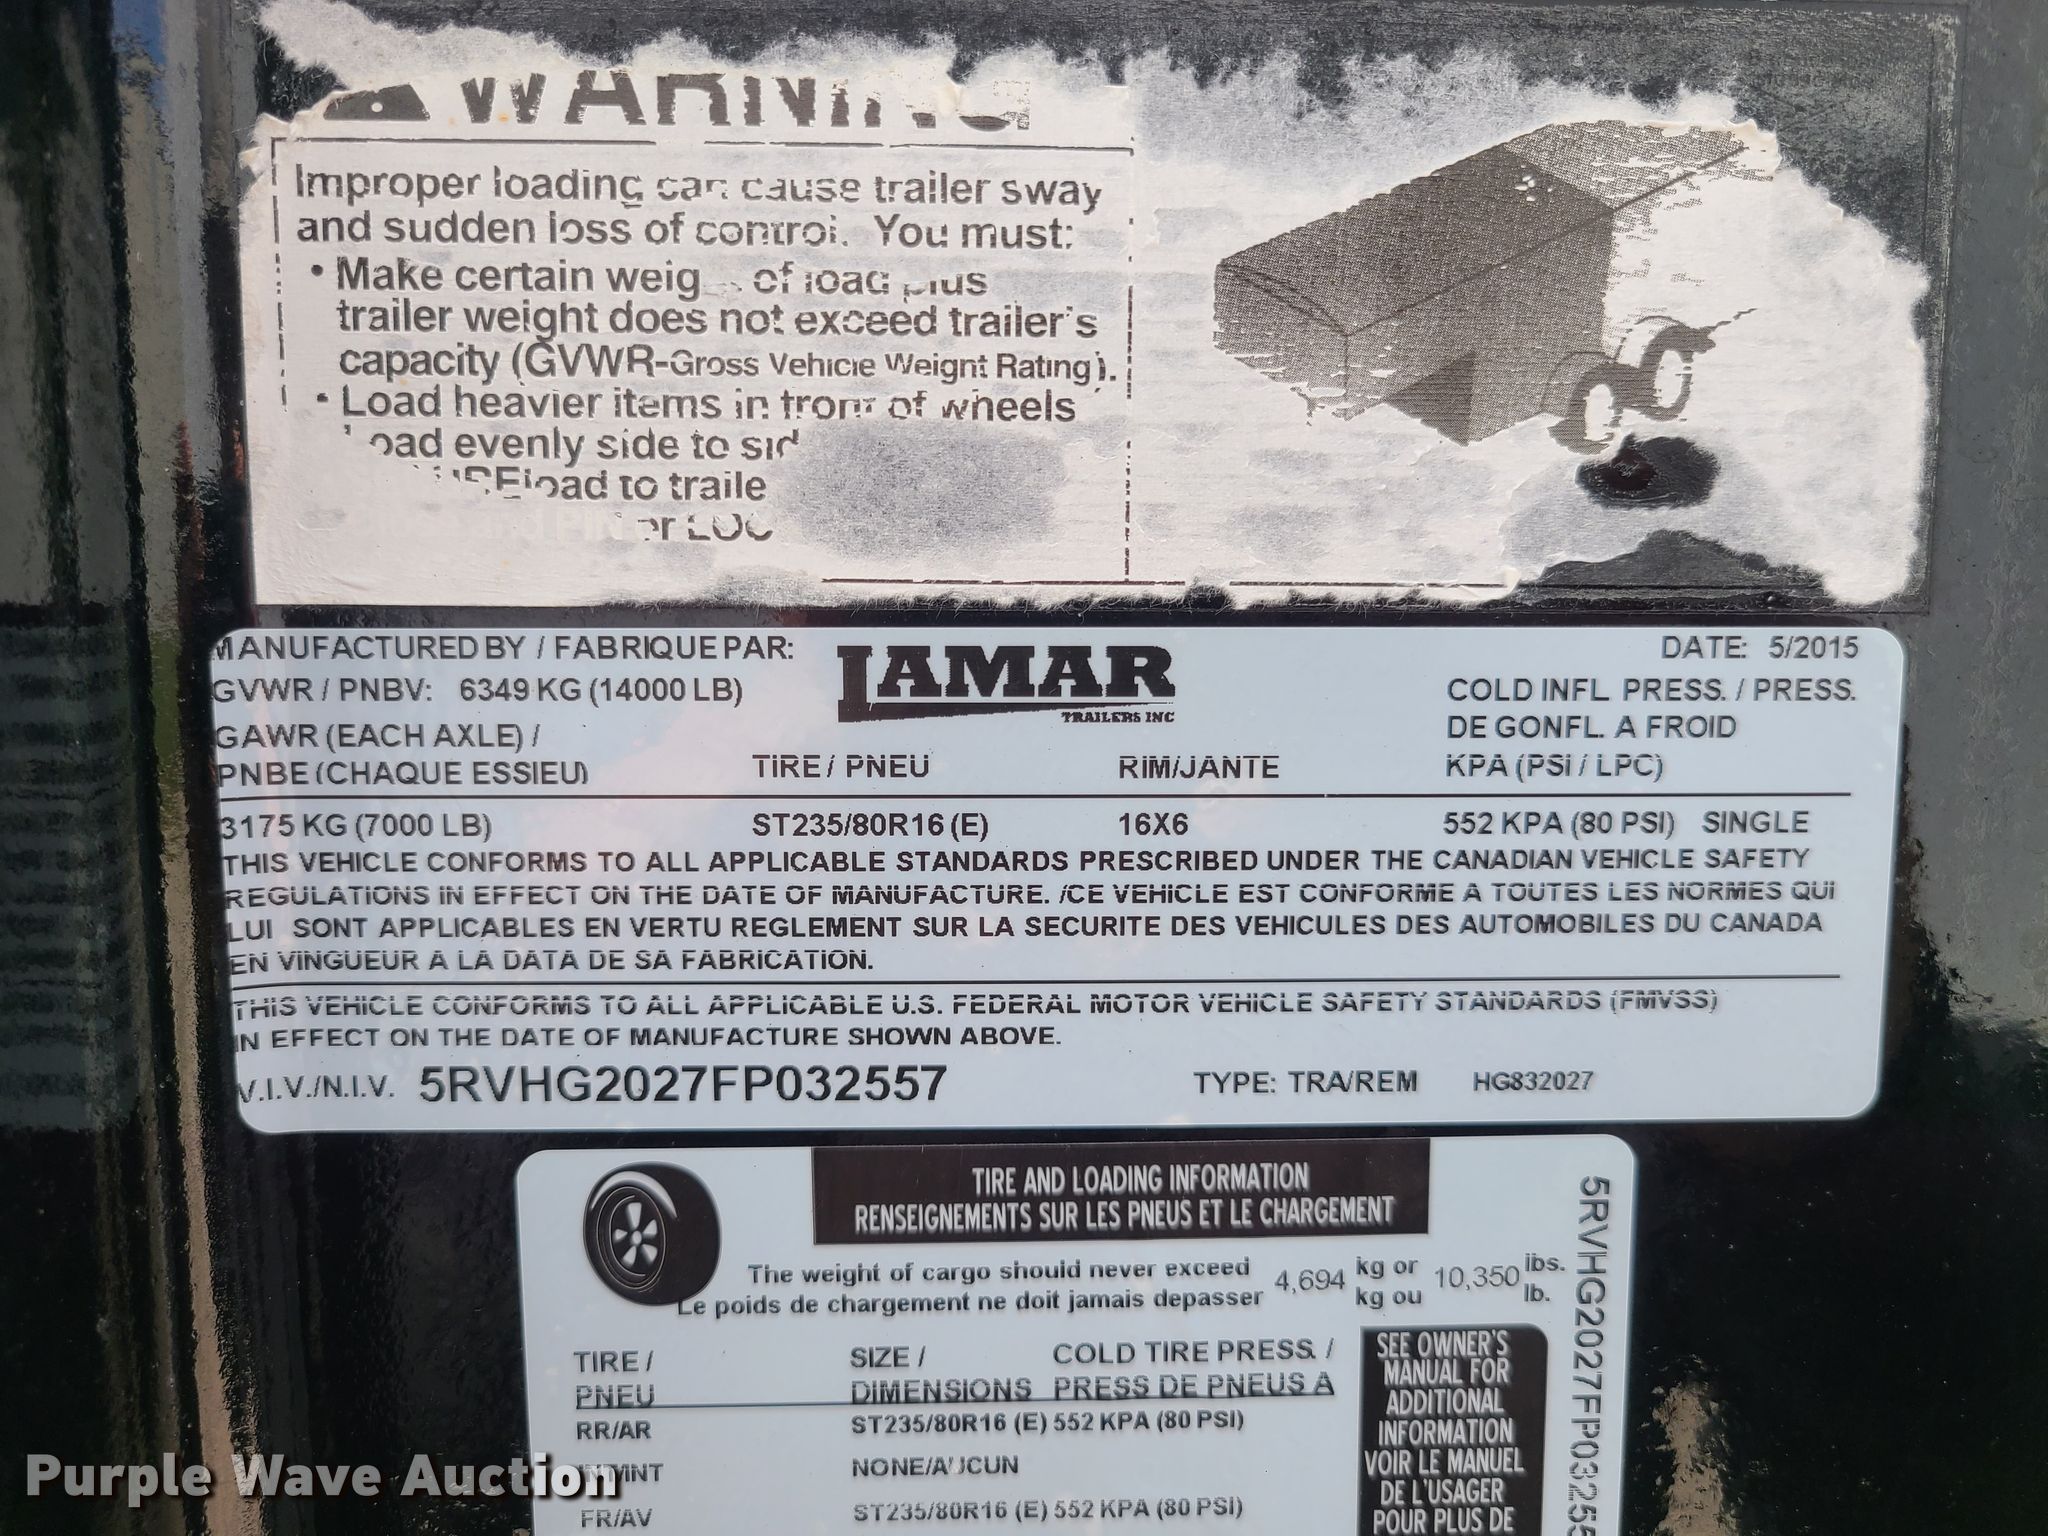 WARNING
Improper loading can cause trailer sway
and sudden loss of control. You must:
• Make certain weig of load plus
trailer weight does not exceed trailer's
capacity (GVWR-Gross Vehicle Weight Rating).
• Load heavier items in front of wheels
oad evenly side to sid
load to traile
and PIN or LOC
MANUFACTURED BY / FABRIQUE PAR:
LAMAR
TRAILERS INC
DATE: 5/2015
GVWR / PNBV: 6349 KG (14000 LB)
COLD INFL. PRESS. / PRESS.
DE GONFL. A FROID
KPA (PSI / LPC)
GAWR (EACH AXLE) /
PNBE (CHAQUE ESSIEU)
TIRE / PNEU
RIM/JANTE
3175 KG (7000 LB) ST235/80R16 (E) 16X6 552 KPA (80 PSI) SINGLE
THIS VEHICLE CONFORMS TO ALL APPLICABLE STANDARDS PRESCRIBED UNDER THE CANADIAN VEHICLE SAFETY
REGULATIONS IN EFFECT ON THE DATE OF MANUFACTURE. /CE VEHICLE EST CONFORME A TOUTES LES NORMES QUI
LUI SONT APPLICABLES EN VERTU REGLEMENT SUR LA SECURITE DES VEHICULES DES AUTOMOBILES DU CANADA
EN VINGUEUR A LA DATA DE SA FABRICATION.
THIS VEHICLE CONFORMS TO ALL APPLICABLE U.S. FEDERAL MOTOR VEHICLE SAFETY STANDARDS (FMVSS)
IN EFFECT ON THE DATE OF MANUFACTURE SHOWN ABOVE.
V.I.V./N.I.V. 5RVHG2027FP032557 TYPE: TRA/REM HG832027
TIRE AND LOADING INFORMATION
RENSEIGNEMENTS SUR LES PNEUS ET LE CHARGEMENT
The weight of cargo should never exceed 4,694 kg or 10,350 lbs.
Le poids de chargement ne doit jamais depasser kg ou lb.
TIRE / SIZE / COLD TIRE PRESS. /
PNEU DIMENSIONS PRESS DE PNEUS A
RR/AR ST235/80R16 (E) 552 KPA (80 PSI)
INTMNT NONE/AUCUN
FR/AV ST235/80R16 (E) 552 KPA (80 PSI)
SEE OWNER'S
MANUAL FOR
ADDITIONAL
INFORMATION
VOIR LE MANUEL
DE L'USAGER
POUR PLUS DE
5RVHG2027FP03255
Purple Wave Auction